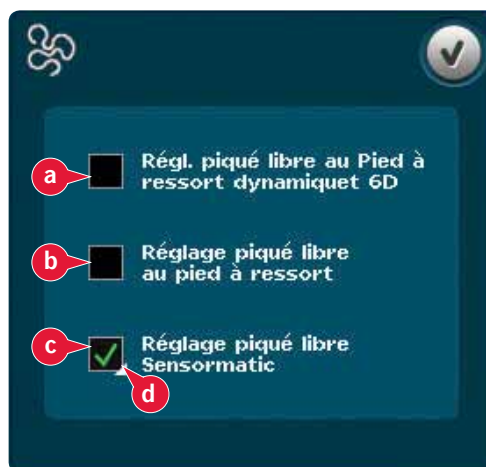 a
Régl. piqué libre au Pied à
ressort dynamiquet 6D
b
Réglage piqué libre
au pied à ressort
c
Réglage piqué libre
Sensormatic
d